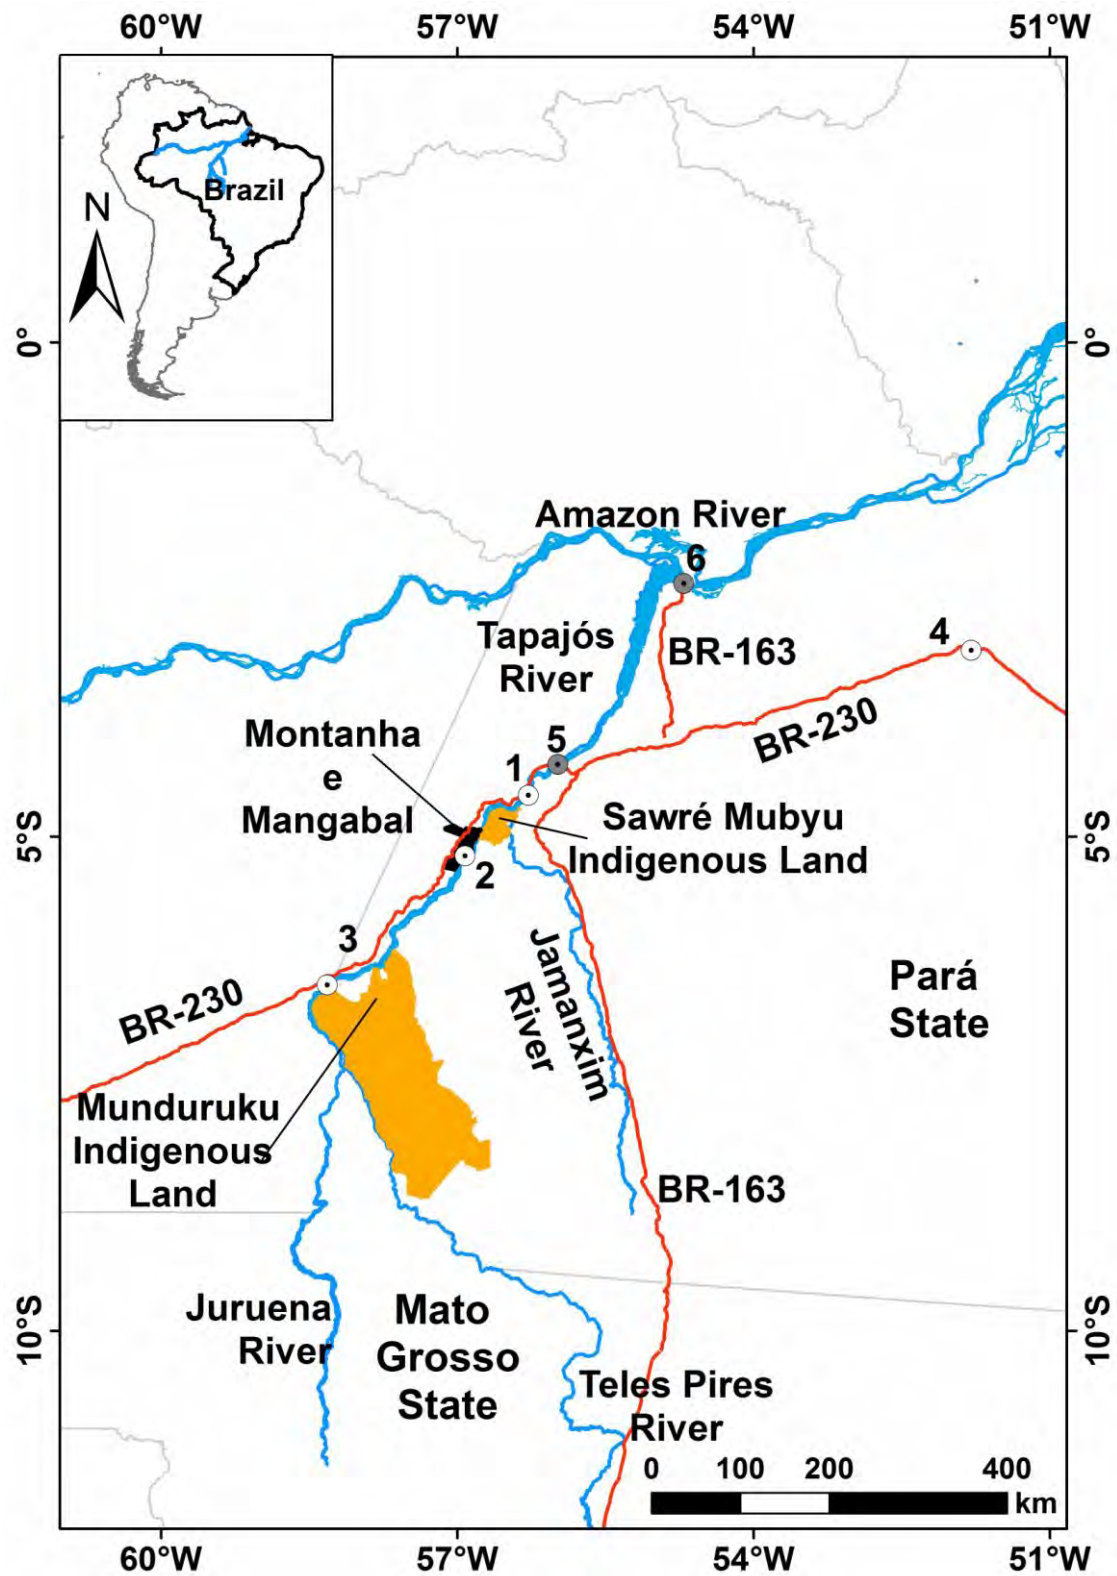 60°W
57°W
54°W
51°W
Brazil
N
0°
0°
Amazon River
6
Tapajós
River
BR-163
4
BR-230
Montanha
e
Mangabal
5
1
Sawré Mubyu
Indigenous Land
5°S
5°S
2
3
Jamanxim
River
Pará
State
BR-230
Munduruku
Indigenous
Land
BR-163
Juruena
River
Mato
Grosso
State
10°S
10°S
Teles Pires
River
0 100 200 400
km
60°W
57°W
54°W
51°W